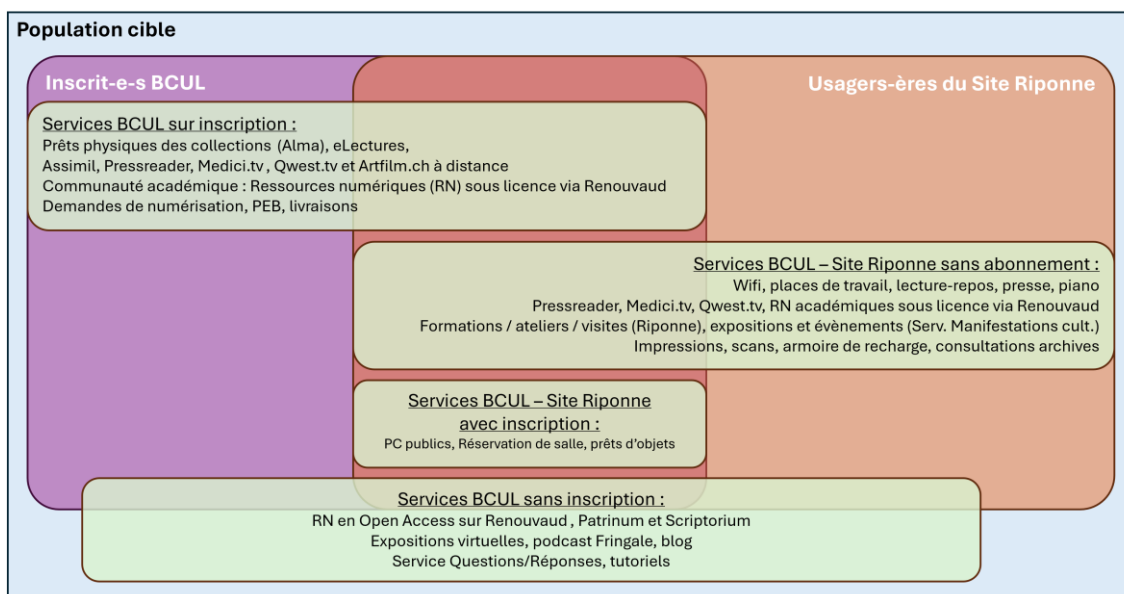 Population cible
Inscrit-e-s BCUL
Usagers-ères du Site Riponne
Services BCUL sur inscription :
Prêts physiques des collections (Alma), eLectures,
Assimil, Pressreader, Medici.tv , Qwest.tv et Artfilm.ch à distance
Communauté académique : Ressources numériques (RN) sous licence via Renouvaud
Demandes de numérisation, PEB, livraisons
Services BCUL – Site Riponne sans abonnement :
Wifi, places de travail, lecture-repos, presse, piano
Pressreader, Medici.tv, Qwest.tv, RN académiques sous licence via Renouvaud
Formations / ateliers / visites (Riponne), expositions et évènements (Serv. Manifestations cult.)
Impressions, scans, armoire de recharge, consultations archives
Services BCUL – Site Riponne
avec inscription :
PC publics, Réservation de salle, prêts d’objets
Services BCUL sans inscription :
RN en Open Access sur Renouvaud , Patrinum et Scriptorium
Expositions virtuelles, podcast Fringale, blog
Service Questions/Réponses, tutoriels